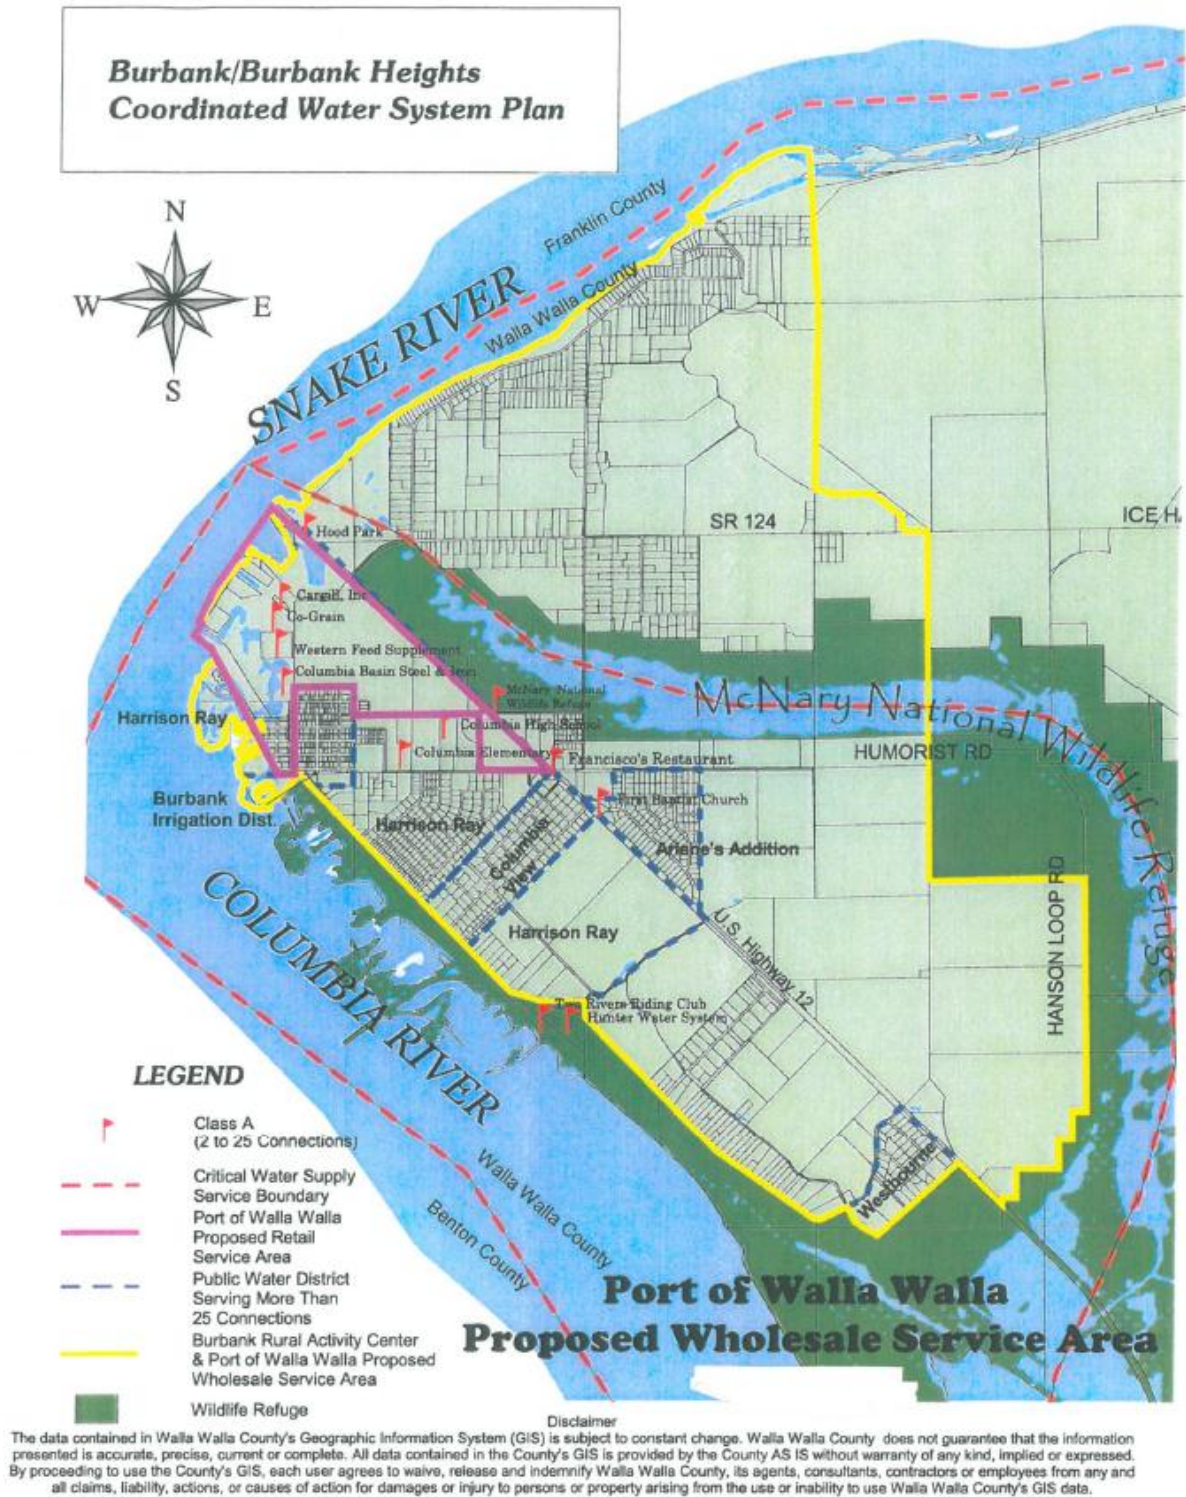 Burbank/Burbank Heights
Coordinated Water System Plan
N
W
E
S
Franklin County
Walla Walla County
SNAKE RIVER
SR 124
Hood Park
Cargill, Inc
Co-Grain
Western Feed Supplement
Columbia Basin Steel & Iron
McNary National
Wildlife Refuge
McNary National Wildlife Refuge
Harrison Ray
Columbia High School
Columbia Elementary
Francisco's Restaurant
HUMORIST RD
Burbank
Irrigation Dist.
First Baptist Church
Harrison Ray
Columbia
View
Ariane's Addition
Harrison Ray
U.S. Highway 12
HANSON LOOP RD
COLUMBIA RIVER
Two Rivers Riding Club
Hunter Water System
Westbourne
Walla Walla County
Benton County
LEGEND
Class A
(2 to 25 Connections)
Critical Water Supply
Service Boundary
Port of Walla Walla
Proposed Retail
Service Area
Public Water District
Serving More Than
25 Connections
Burbank Rural Activity Center
& Port of Walla Walla Proposed
Wholesale Service Area
Wildlife Refuge
Port of Walla Walla
Proposed Wholesale Service Area
Disclaimer
The data contained in Walla Walla County's Geographic Information System (GIS) is subject to constant change. Walla Walla County does not guarantee that the information
presented is accurate, precise, current or complete. All data contained in the County's GIS is provided by the County AS IS without warranty of any kind, implied or expressed.
By proceeding to use the County's GIS, each user agrees to waive, release and indemnify Walla Walla County, its agents, consultants, contractors or employees from any and
all claims, liability, actions, or causes of action for damages or injury to persons or property arising from the use or inability to use Walla Walla County's GIS data.